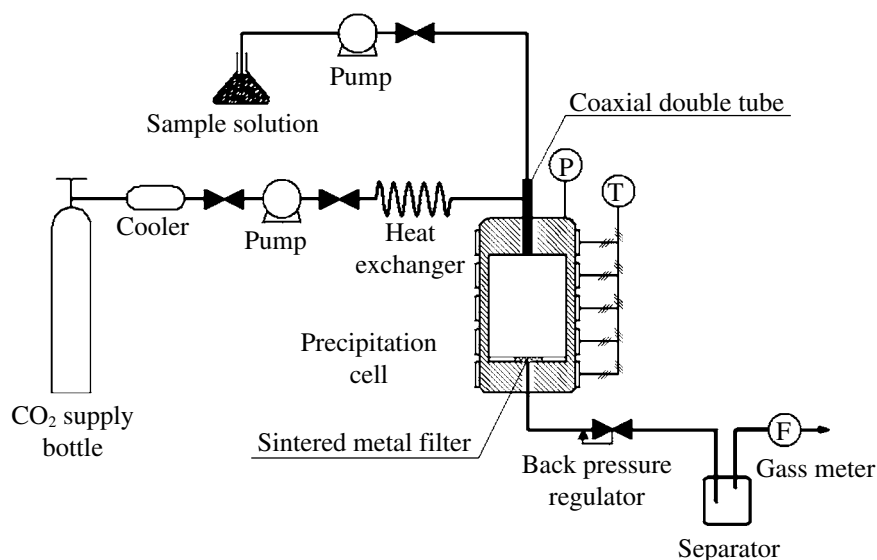 Pump
Sample solution
Coaxial double tube
P
T
Cooler
Pump
Heat
exchanger
Precipitation
cell
CO₂ supply
bottle
Sintered metal filter
Back pressure
regulator
F
Gass meter
Separator